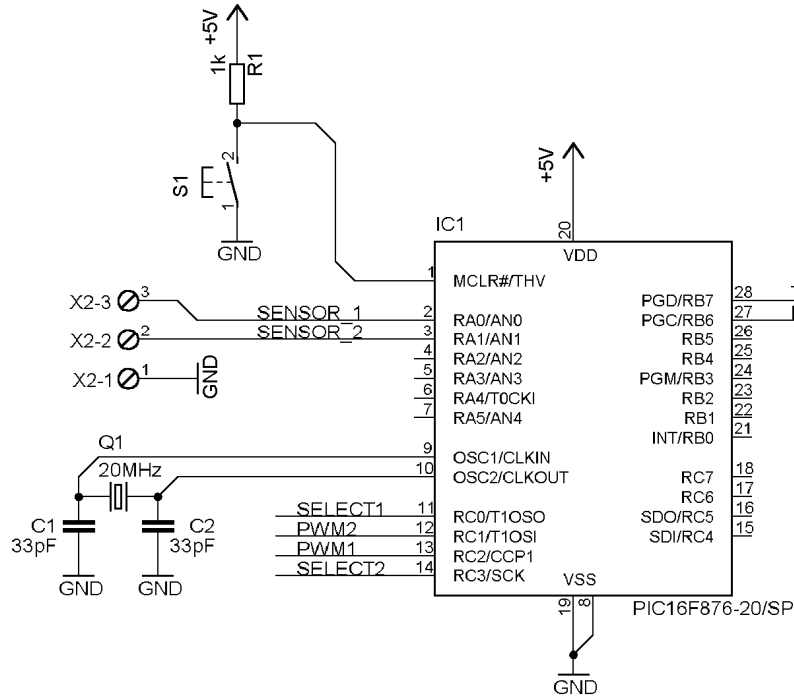 +5V
1k
R1
2
S1
1
GND
+5V
20
IC1
VDD
1
MCLR#/THV
X2-3
3
SENSOR_1
2
RA0/AN0
X2-2
2
SENSOR_2
3
RA1/AN1
4
RA2/AN2
X2-1
1
GND
5
RA3/AN3
6
RA4/T0CKI
7
RA5/AN4
PGD/RB7
28
PGC/RB6
27
RB5
26
RB4
25
PGM/RB3
24
RB2
23
RB1
22
INT/RB0
21
Q1
20MHz
9
OSC1/CLKIN
10
OSC2/CLKOUT
RC7
18
RC6
17
SDO/RC5
16
SDI/RC4
15
C1
33pF
C2
33pF
GND
GND
SELECT1
11
RC0/T1OSO
PWM2
12
RC1/T1OSI
PWM1
13
RC2/CCP1
SELECT2
14
RC3/SCK
VSS
19
8
PIC16F876-20/SP
GND